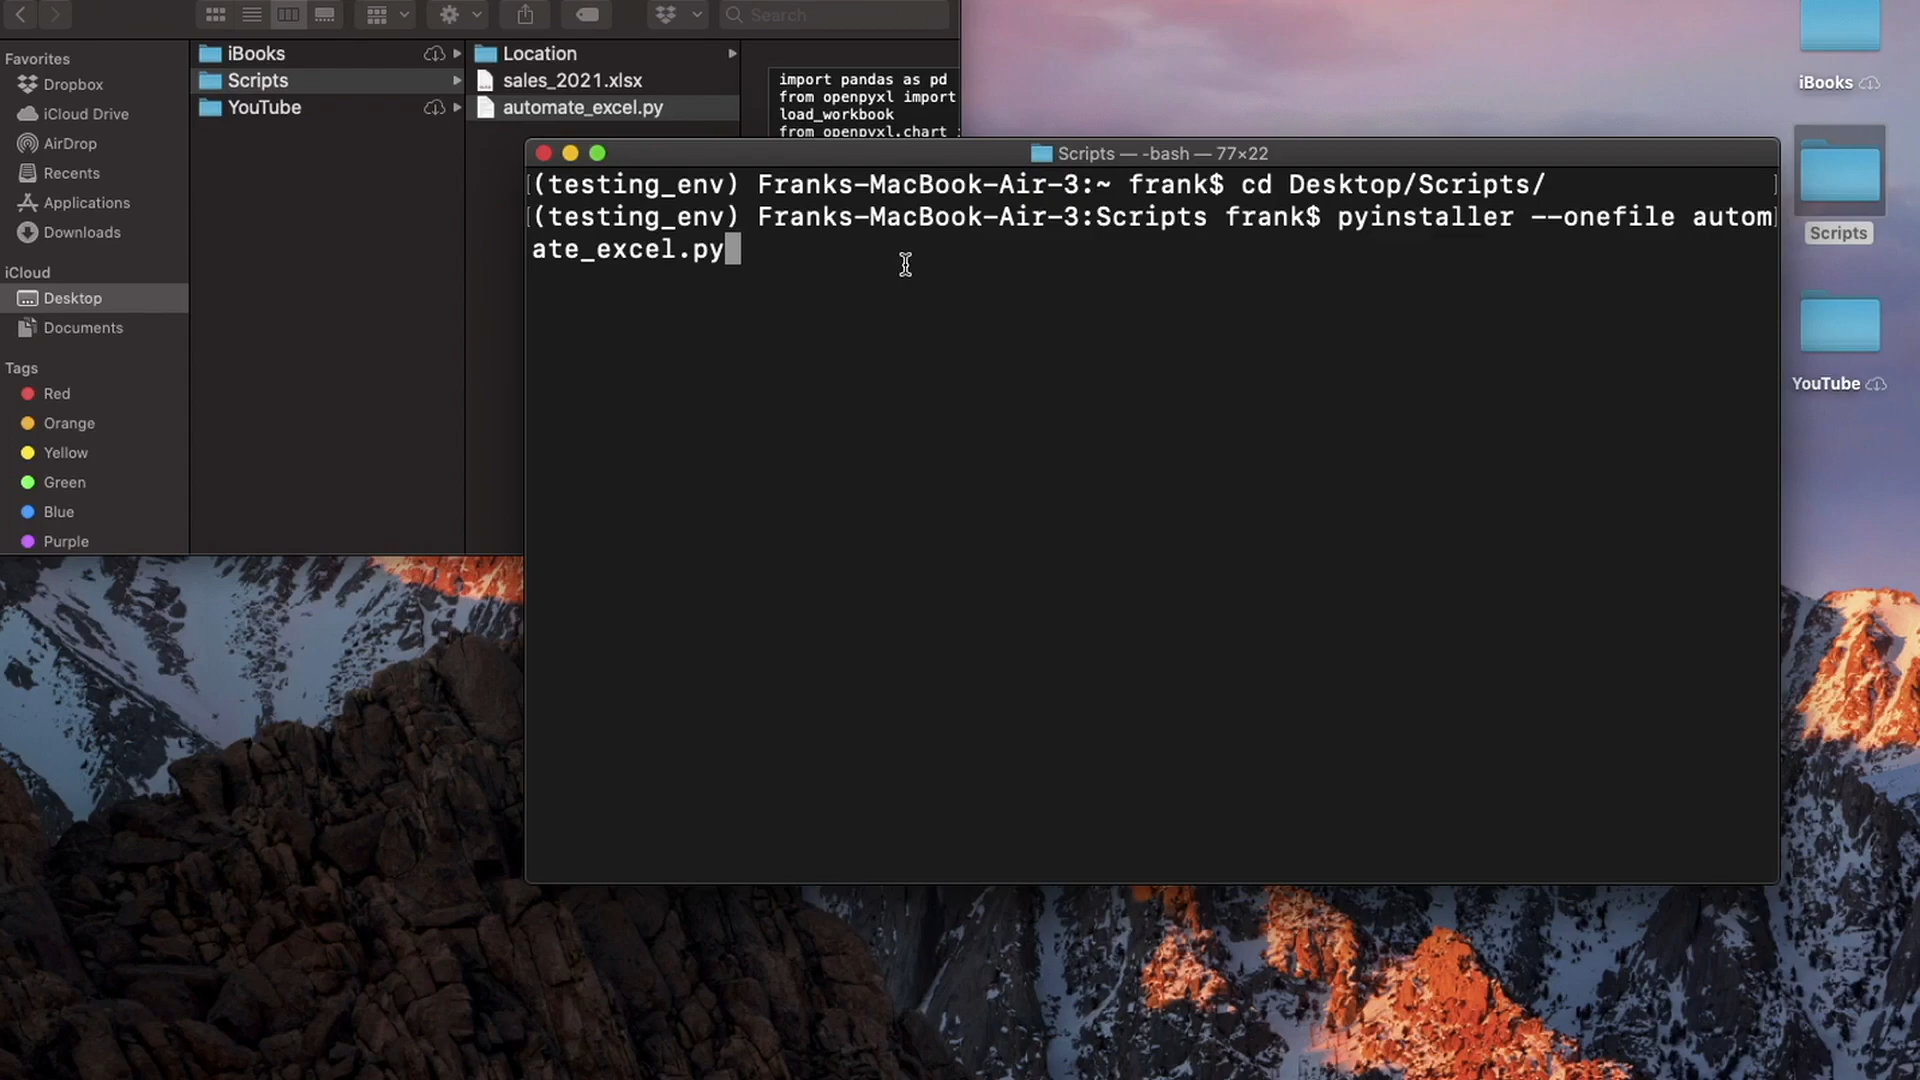 Search
Favorites
Dropbox
iCloud Drive
AirDrop
Recents
Applications
Downloads
iCloud
Desktop
Documents
Tags
Red
Orange
Yellow
Green
Blue
Purple
iBooks
Scripts
YouTube
Location
sales_2021.xlsx
automate_excel.py
import pandas as pd
from openpyxl import
load_workbook
from openpyxl.chart
Scripts — -bash — 77×22
(testing_env) Franks-MacBook-Air-3:~ frank$ cd Desktop/Scripts/
(testing_env) Franks-MacBook-Air-3:Scripts frank$ pyinstaller --onefile autom
ate_excel.py
iBooks
Scripts
YouTube